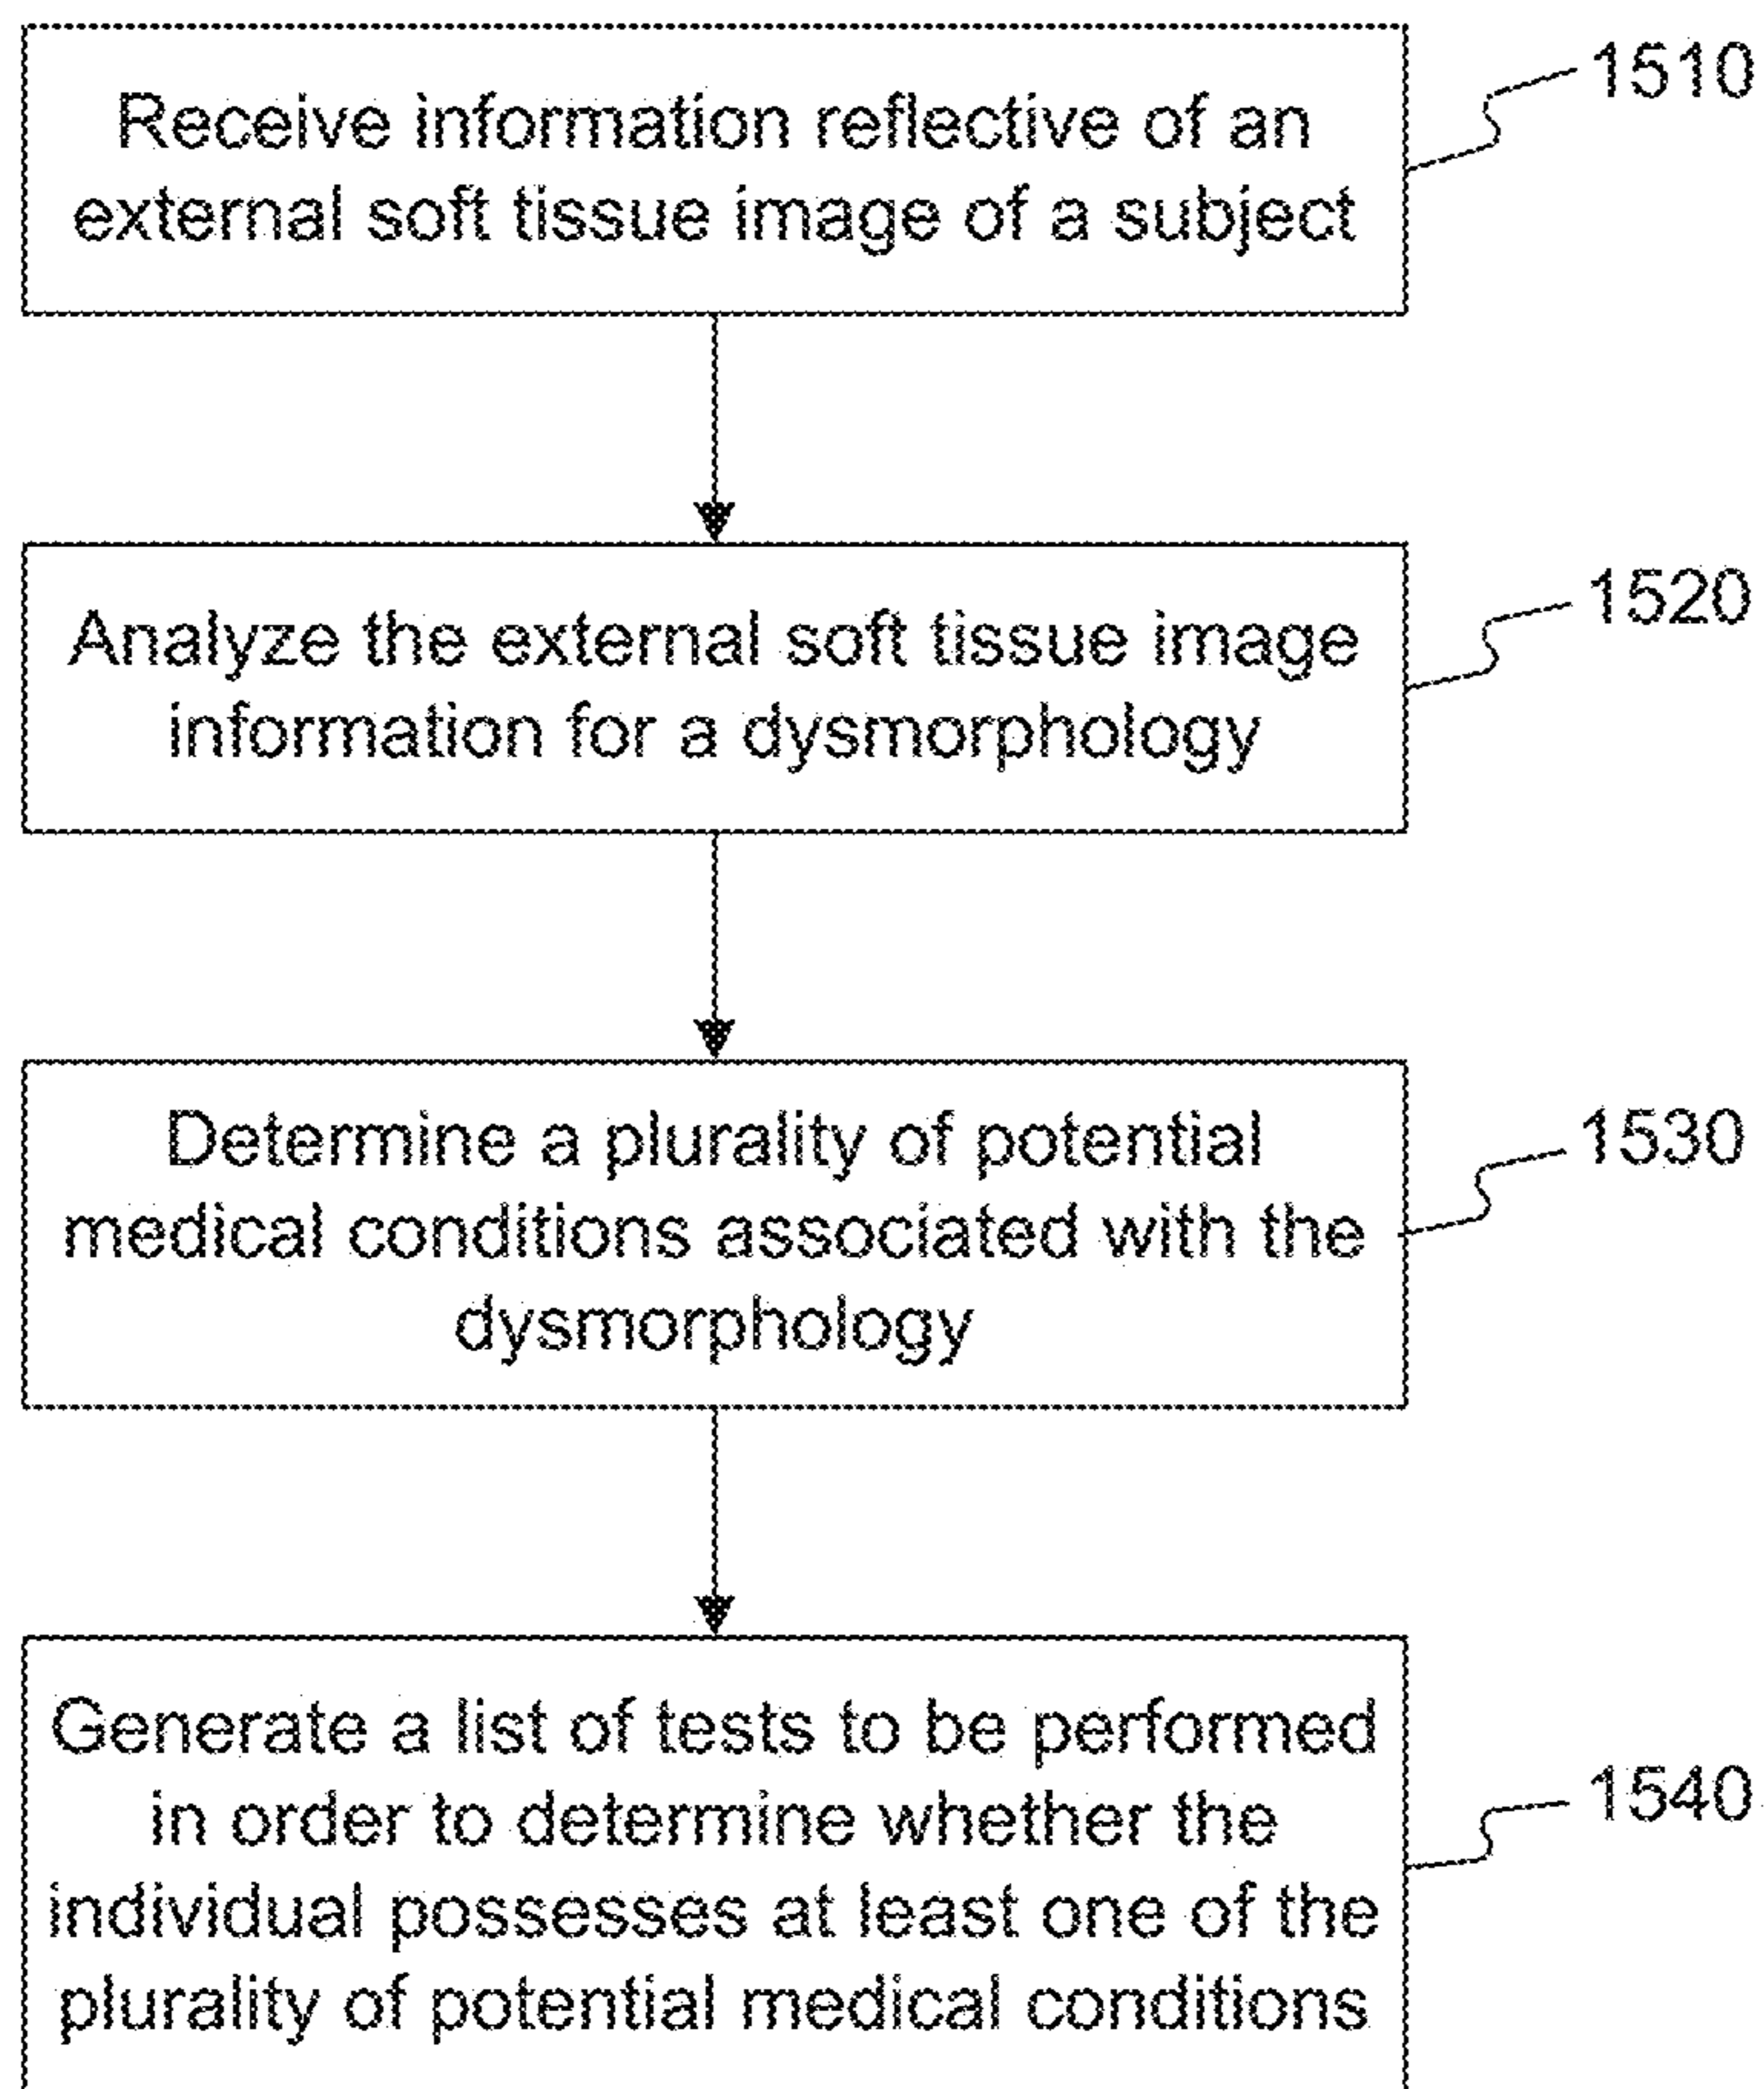 Receive information reflective of an
external soft tissue image of a subject
1510
Analyze the external soft tissue image
information for a dysmorphology
1520
Determine a plurality of potential
medical conditions associated with the
dysmorphology
1530
Generate a list of tests to be performed
in order to determine whether the
individual possesses at least one of the
plurality of potential medical conditions
1540